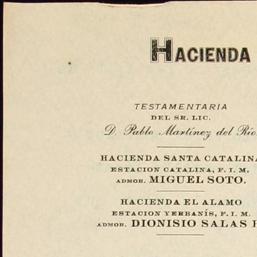 HACIENDA
TESTAMENTARIA
DEL SR. LIC.
D. Pablo Martínez del Río.
HACIENDA SANTA CATALINA
ESTACION CATALINA, F. I. M.
ADMOR. MIGUEL SOTO.
HACIENDA EL ALAMO
ESTACION YERBANÍS, F. I. M.
ADMOR. DIONISIO SALAS